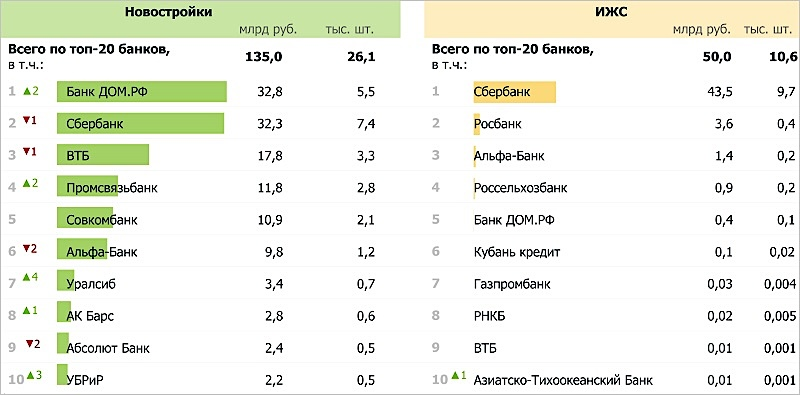 Новостройки
млрд руб. тыс. шт.
Всего по топ-20 банков, 135,0 26,1
в т.ч.:
1 ▲2 Банк ДОМ.РФ 32,8 5,5
2 ▼1 Сбербанк 32,3 7,4
3 ▼1 ВТБ 17,8 3,3
4 ▲2 Промсвязьбанк 11,8 2,8
5 Совкомбанк 10,9 2,1
6 ▼2 Альфа-Банк 9,8 1,2
7 ▲4 Уралсиб 3,4 0,7
8 ▲1 АК Барс 2,8 0,6
9 ▼2 Абсолют Банк 2,4 0,5
10 ▲3 УБРиР 2,2 0,5
ИЖС
млрд руб. тыс. шт.
Всего по топ-20 банков, 50,0 10,6
в т.ч.:
1 Сбербанк 43,5 9,7
2 Росбанк 3,6 0,4
3 Альфа-Банк 1,4 0,2
4 Россельхозбанк 0,9 0,2
5 Банк ДОМ.РФ 0,4 0,1
6 Кубань кредит 0,1 0,02
7 Газпромбанк 0,03 0,004
8 РНКБ 0,02 0,005
9 ВТБ 0,01 0,001
10 ▲1 Азиатско-Тихоокеанский Банк 0,01 0,001